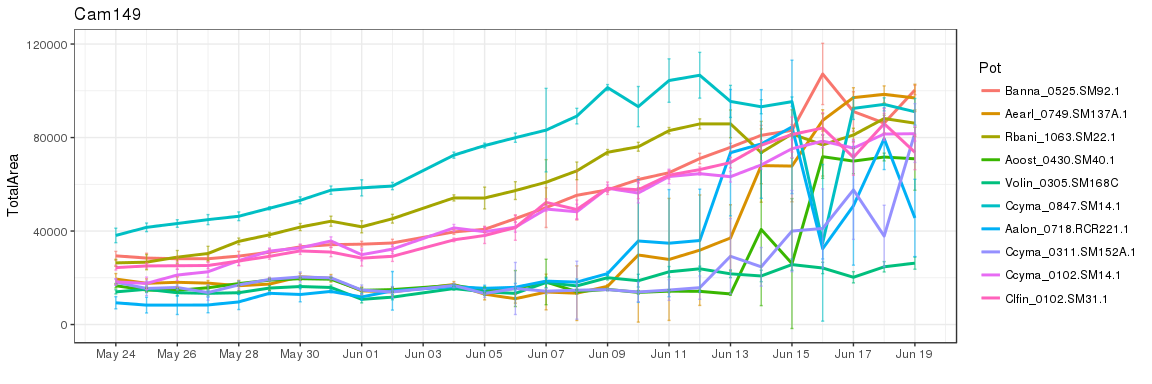 Cam149
TotalArea
120000
80000
40000
0
May 24
May 26
May 28
May 30
Jun 01
Jun 03
Jun 05
Jun 07
Jun 09
Jun 11
Jun 13
Jun 15
Jun 17
Jun 19
Pot
Banna_0525.SM92.1
Aearl_0749.SM137A.1
Rbani_1063.SM22.1
Aoost_0430.SM40.1
Volin_0305.SM168C
Ccyma_0847.SM14.1
Aalon_0718.RCR221.1
Ccyma_0311.SM152A.1
Ccyma_0102.SM14.1
Clfin_0102.SM31.1